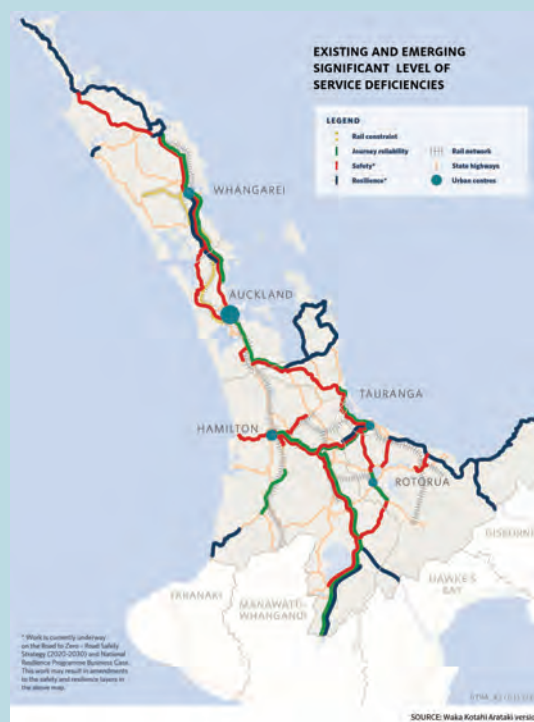 EXISTING AND EMERGING
SIGNIFICANT LEVEL OF
SERVICE DEFICIENCIES
LEGEND
Rail constraint
Journey reliability
Safety*
Resilience*
Rail network
State highways
Urban centres
WHANGAREI
AUCKLAND
TAURANGA
HAMILTON
ROTORUA
GISBORNE
HAWKE'S
BAY
TARANAKI
MANAWATŪ-
WHANGANUI
* Work is currently underway
on the Road to Zero – Road Safety
Strategy (2020-2030) and National
Resilience Programme Business Case.
This work may result in amendments
to the safety and resilience layers in
the above map.
SOURCE: Waka Kotahi Arataki version